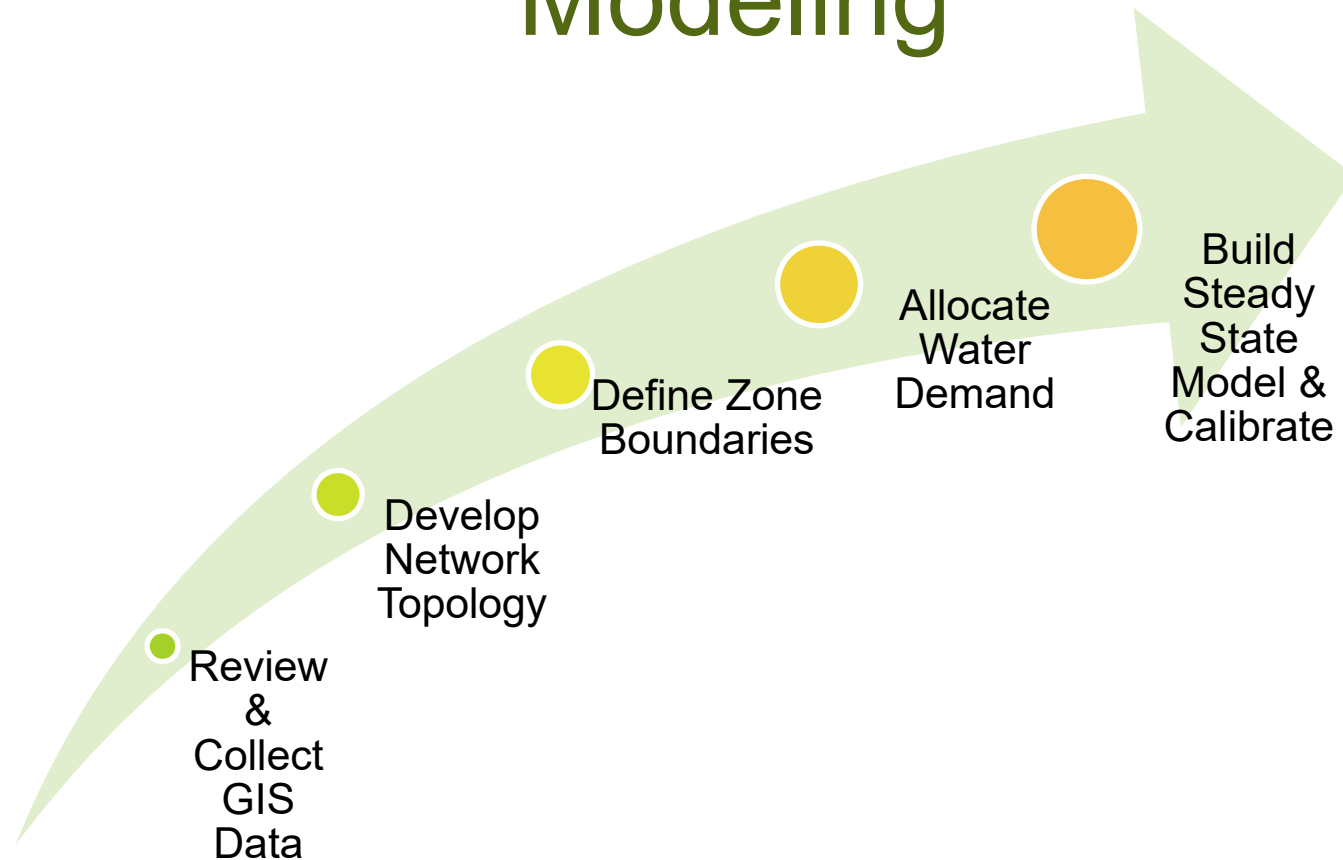 Modeling
Review
&
Collect
GIS
Data
Develop
Network
Topology
Define Zone
Boundaries
Allocate
Water
Demand
Build
Steady
State
Model &
Calibrate